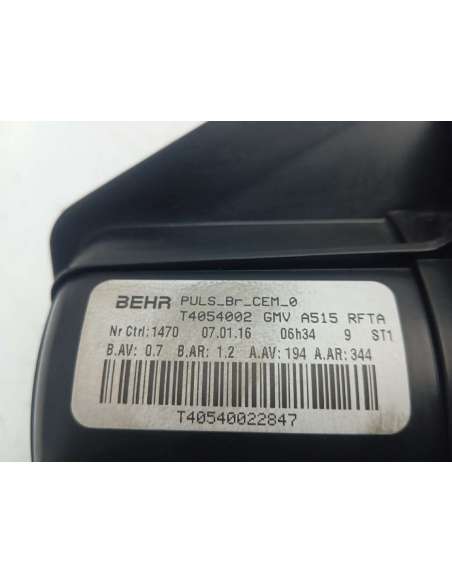 BEHR PULS_Br_CEM_0
T4054002 GMV A515 RFTA
Nr Ctrl:1470 07.01.16 06h34 9 ST1
B.AV: 0.7 B.AR: 1.2 A.AV: 194 A.AR: 344
T40540022847